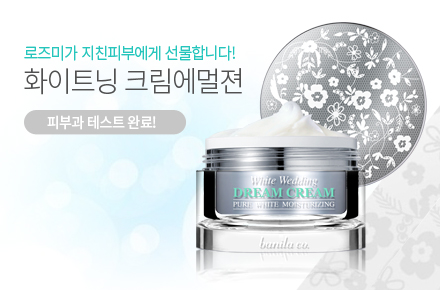 로즈미가 지친피부에게 선물합니다!
화이트닝 크림에멀젼
피부과 테스트 완료!
White Wedding
DREAM CREAM
PURE WHITE MOISTURIZING
banila co.